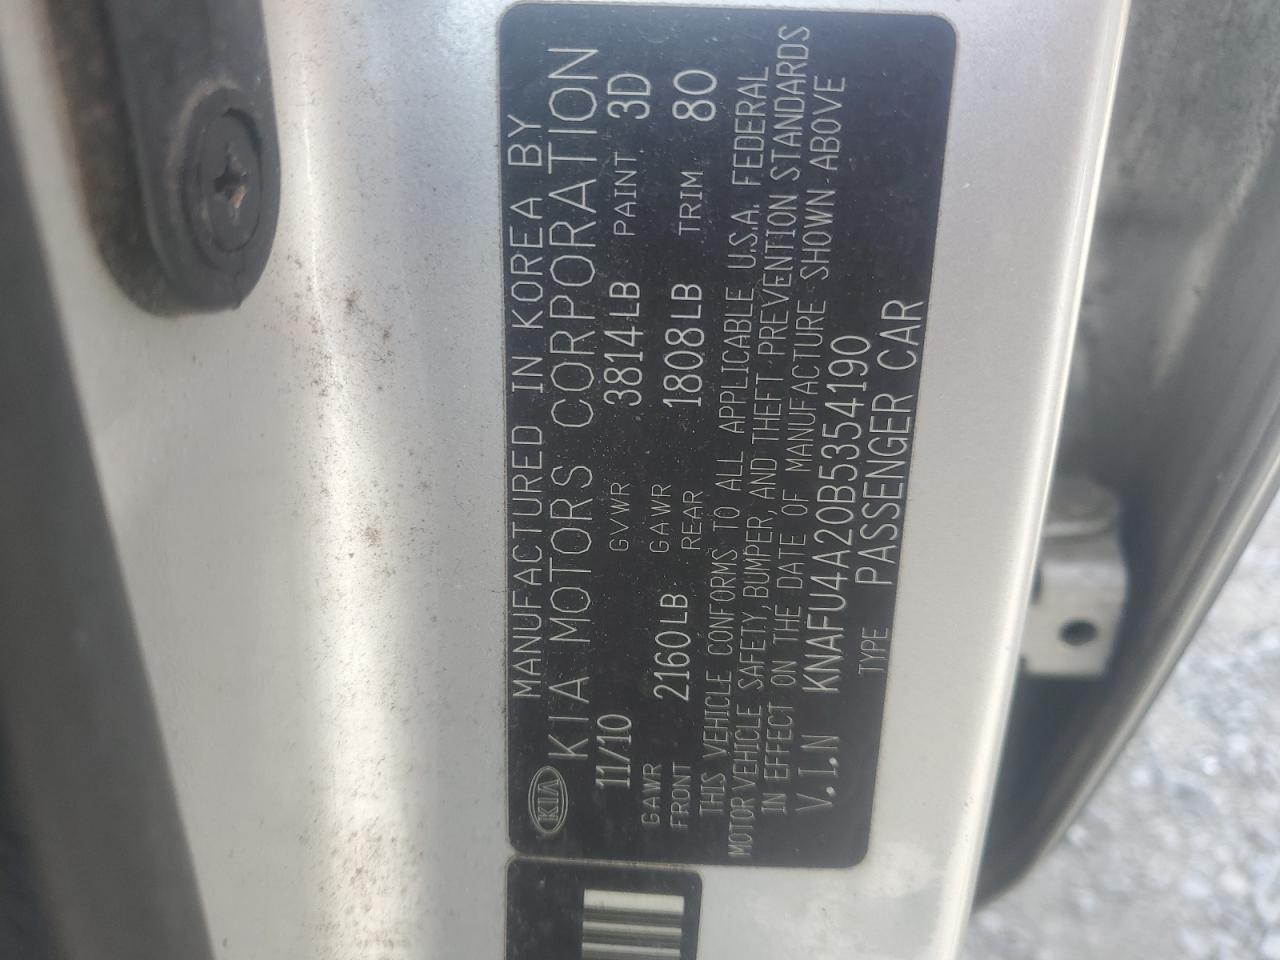 MANUFACTURED IN KOREA BY
KIA KIA MOTORS CORPORATION
11/10 GVWR 3814LB PAINT 3D
GAWR FRONT 2160LB GAWR REAR 1808LB TRIM 80
THIS VEHICLE CONFORMS TO ALL APPLICABLE U.S.A. FEDERAL
MOTOR VEHICLE SAFETY, BUMPER, AND THEFT PREVENTION STANDARDS
IN EFFECT ON THE DATE OF MANUFACTURE SHOWN ABOVE
V.I.N KNAFU4A20B5354190
TYPE PASSENGER CAR